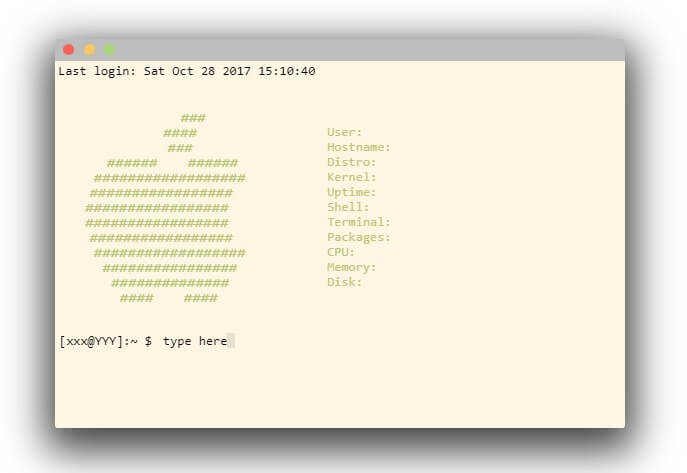 Last login: Sat Oct 28 2017 15:10:40
###
####
###
###### ######
##################
#################
#################
#################
#################
##################
################
##############
#### ####
User:
Hostname:
Distro:
Kernel:
Uptime:
Shell:
Terminal:
Packages:
CPU:
Memory:
Disk:
[xxx@YYY]:~ $ type here